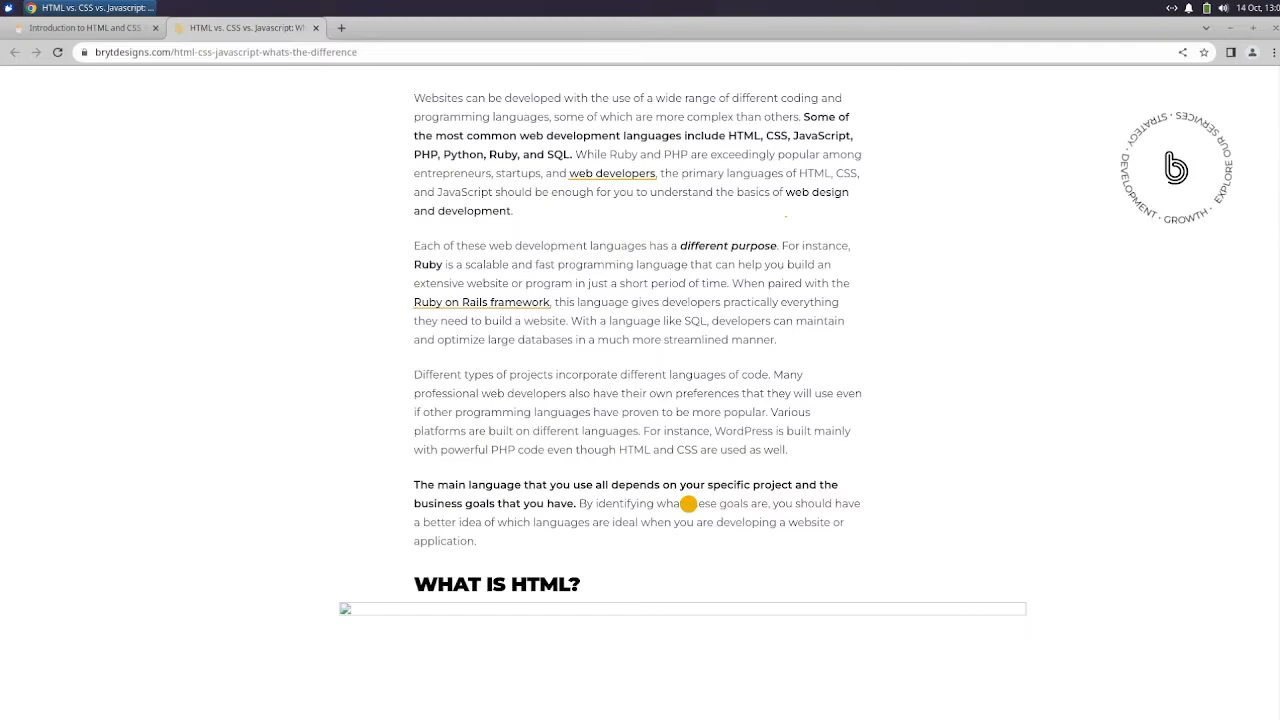 HTML vs. CSS vs. Javascript: ...
14 Oct, 13:0
Introduction to HTML and CSS
HTML vs. CSS vs. Javascript: Wh
brytdesigns.com/html-css-javascript-whats-the-difference
Websites can be developed with the use of a wide range of different coding and
programming languages, some of which are more complex than others. Some of
the most common web development languages include HTML, CSS, JavaScript,
PHP, Python, Ruby, and SQL. While Ruby and PHP are exceedingly popular among
entrepreneurs, startups, and web developers, the primary languages of HTML, CSS,
and JavaScript should be enough for you to understand the basics of web design
and development.
Each of these web development languages has a different purpose. For instance,
Ruby is a scalable and fast programming language that can help you build an
extensive website or program in just a short period of time. When paired with the
Ruby on Rails framework, this language gives developers practically everything
they need to build a website. With a language like SQL, developers can maintain
and optimize large databases in a much more streamlined manner.
Different types of projects incorporate different languages of code. Many
professional web developers also have their own preferences that they will use even
if other programming languages have proven to be more popular. Various
platforms are built on different languages. For instance, WordPress is built mainly
with powerful PHP code even though HTML and CSS are used as well.
The main language that you use all depends on your specific project and the
business goals that you have. By identifying goals are, you should have
a better idea of which languages are ideal when you are developing a website or
application.
WHAT IS HTML?
EXPLORE OUR SERVICES · STRATEGY · DEVELOPMENT · GROWTH ·
b